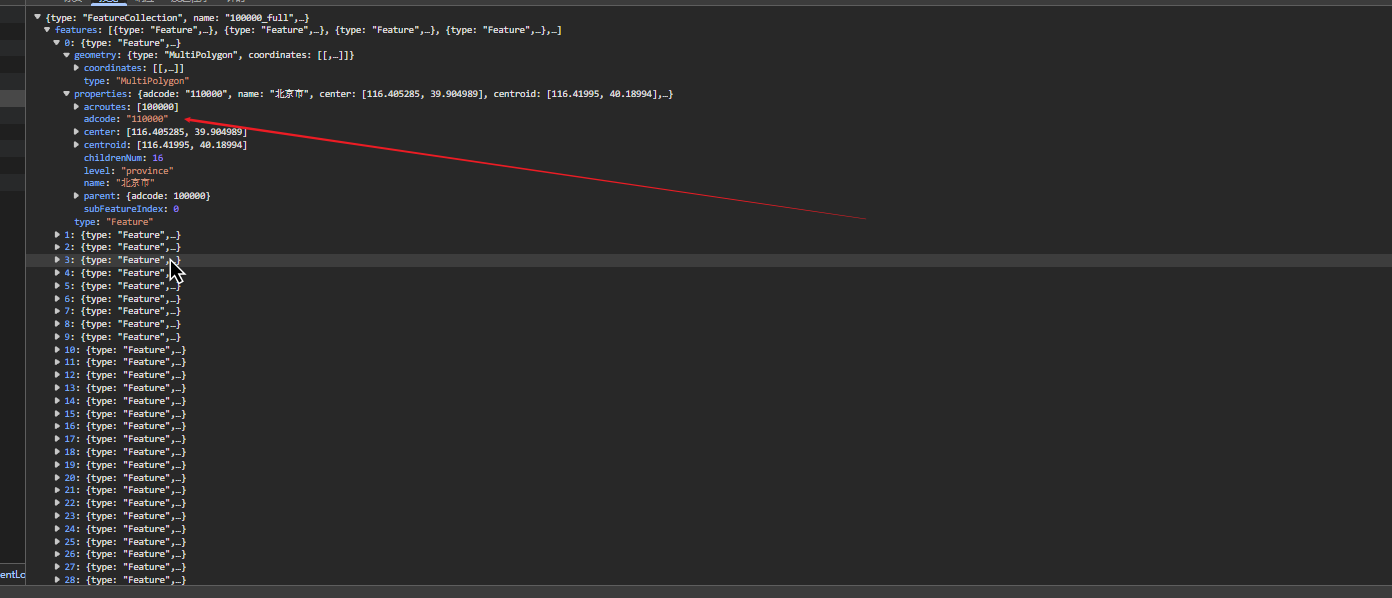 {type: "FeatureCollection", name: "100000_full",…}
features: [{type: "Feature",…}, {type: "Feature",…}, {type: "Feature",…}, {type: "Feature",…},…]
0: {type: "Feature",…}
geometry: {type: "MultiPolygon", coordinates: [[,…]]}
coordinates: [[,…]]
type: "MultiPolygon"
properties: {adcode: "110000", name: "北京市", center: [116.405285, 39.904989], centroid: [116.41995, 40.18994],…}
acroutes: [100000]
adcode: "110000"
center: [116.405285, 39.904989]
centroid: [116.41995, 40.18994]
childrenNum: 16
level: "province"
name: "北京市"
parent: {adcode: 100000}
subFeatureIndex: 0
type: "Feature"
1: {type: "Feature",…}
2: {type: "Feature",…}
3: {type: "Feature",…}
4: {type: "Feature",…}
5: {type: "Feature",…}
6: {type: "Feature",…}
7: {type: "Feature",…}
8: {type: "Feature",…}
9: {type: "Feature",…}
10: {type: "Feature",…}
11: {type: "Feature",…}
12: {type: "Feature",…}
13: {type: "Feature",…}
14: {type: "Feature",…}
15: {type: "Feature",…}
16: {type: "Feature",…}
17: {type: "Feature",…}
18: {type: "Feature",…}
19: {type: "Feature",…}
20: {type: "Feature",…}
21: {type: "Feature",…}
22: {type: "Feature",…}
23: {type: "Feature",…}
24: {type: "Feature",…}
25: {type: "Feature",…}
26: {type: "Feature",…}
27: {type: "Feature",…}
entLo
28: {type: "Feature",…}